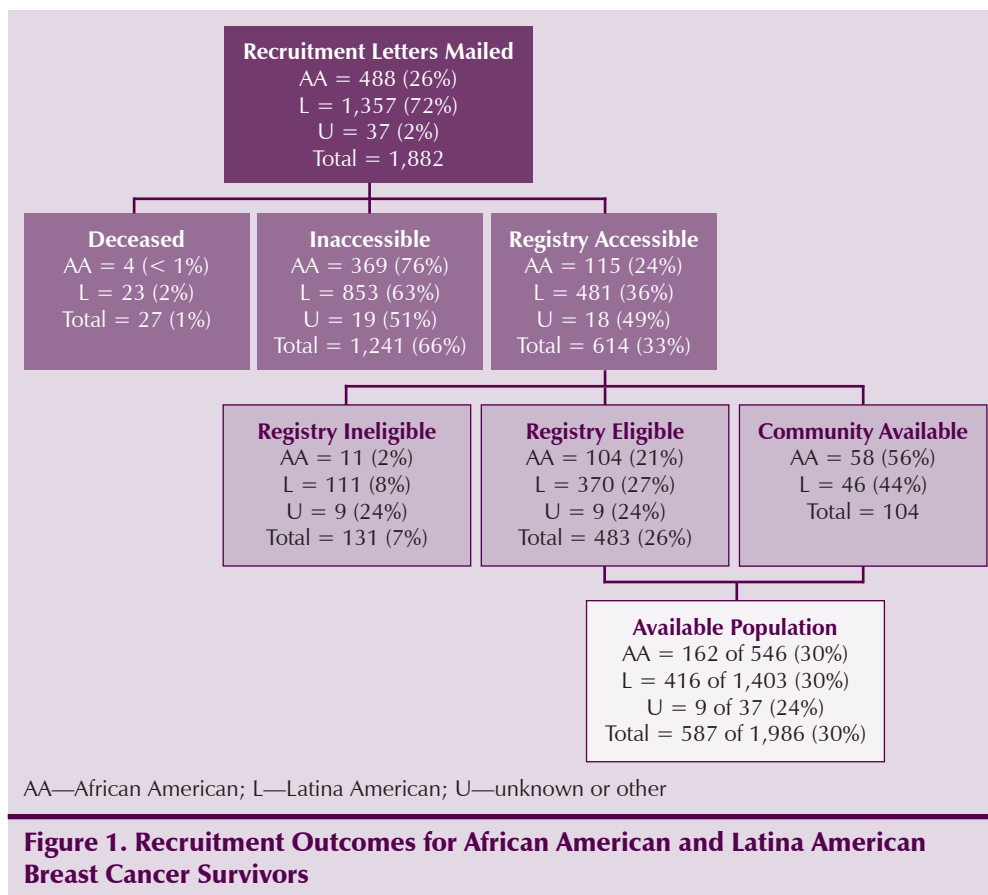 Recruitment Letters Mailed
AA = 488 (26%)
L = 1,357 (72%)
U = 37 (2%)
Total = 1,882
Deceased
AA = 4 (< 1%)
L = 23 (2%)
Total = 27 (1%)
Inaccessible
AA = 369 (76%)
L = 853 (63%)
U = 19 (51%)
Total = 1,241 (66%)
Registry Accessible
AA = 115 (24%)
L = 481 (36%)
U = 18 (49%)
Total = 614 (33%)
Registry Ineligible
AA = 11 (2%)
L = 111 (8%)
U = 9 (24%)
Total = 131 (7%)
Registry Eligible
AA = 104 (21%)
L = 370 (27%)
U = 9 (24%)
Total = 483 (26%)
Community Available
AA = 58 (56%)
L = 46 (44%)
Total = 104
Available Population
AA = 162 of 546 (30%)
L = 416 of 1,403 (30%)
U = 9 of 37 (24%)
Total = 587 of 1,986 (30%)
AA—African American; L—Latina American; U—unknown or other
Figure 1. Recruitment Outcomes for African American and Latina American
Breast Cancer Survivors